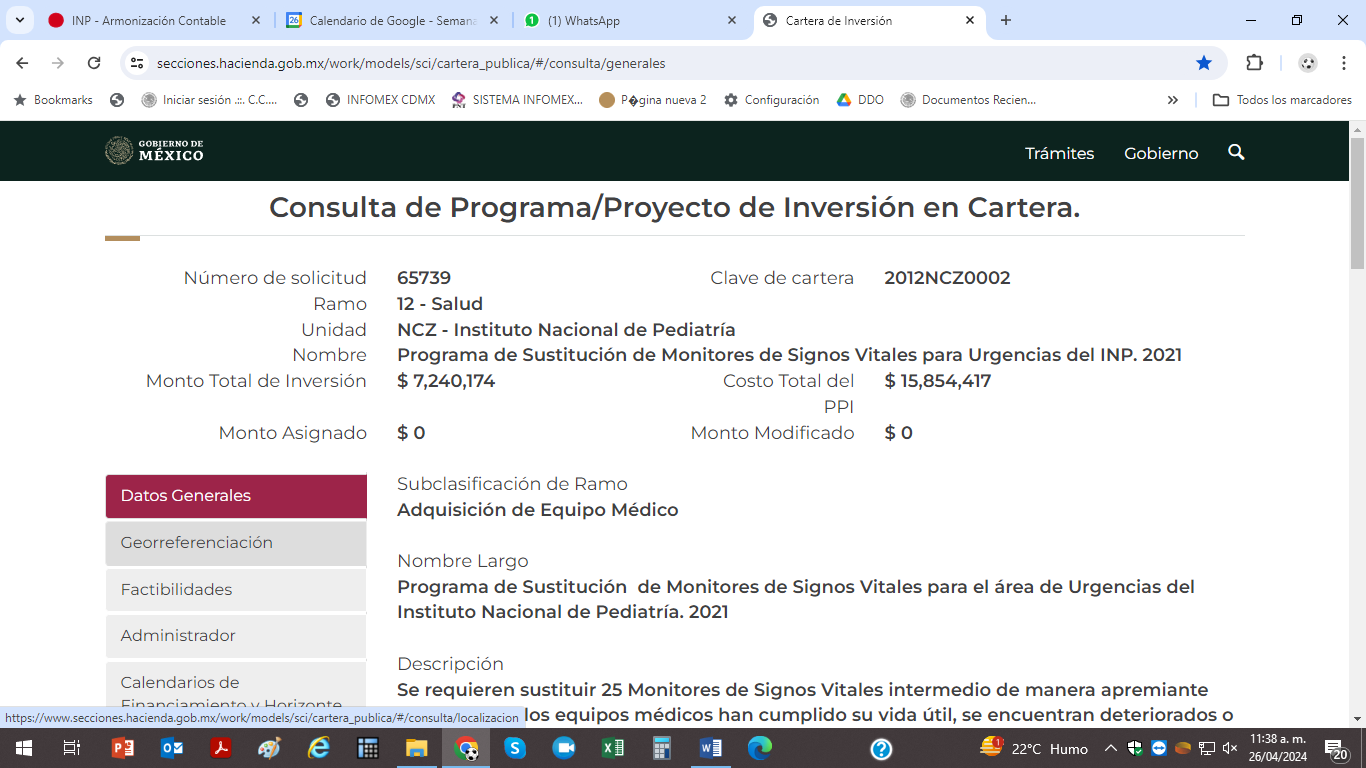 INP - Armonización Contable
Calendario de Google - Semana
(1) WhatsApp
Cartera de Inversión
secciones.hacienda.gob.mx/work/models/sci/cartera_publica/#/consulta/generales
Bookmarks
Iniciar sesión .::. C.C....
INFOMEX CDMX
SISTEMA INFOMEX...
P�gina nueva 2
Configuración
DDO
Documentos Recien...
Todos los marcadores
GOBIERNO DE
MÉXICO
Trámites
Gobierno
Consulta de Programa/Proyecto de Inversión en Cartera.
Número de solicitud 65739 Clave de cartera 2012NCZ0002
Ramo 12 - Salud
Unidad NCZ - Instituto Nacional de Pediatría
Nombre Programa de Sustitución de Monitores de Signos Vitales para Urgencias del INP. 2021
Monto Total de Inversión $ 7,240,174 Costo Total del $ 15,854,417
PPI
Monto Asignado $ 0 Monto Modificado $ 0
Datos Generales
Georreferenciación
Factibilidades
Administrador
Calendarios de
Financiamiento y Horizonte
Subclasificación de Ramo
Adquisición de Equipo Médico
Nombre Largo
Programa de Sustitución  de Monitores de Signos Vitales para el área de Urgencias del
Instituto Nacional de Pediatría. 2021
Descripción
Se requieren sustituir 25 Monitores de Signos Vitales intermedio de manera apremiante
los equipos médicos han cumplido su vida útil, se encuentran deteriorados o
https://www.secciones.hacienda.gob.mx/work/models/sci/cartera_publica/#/consulta/localizacion
22°C Humo
11:38 a. m.
26/04/2024
20